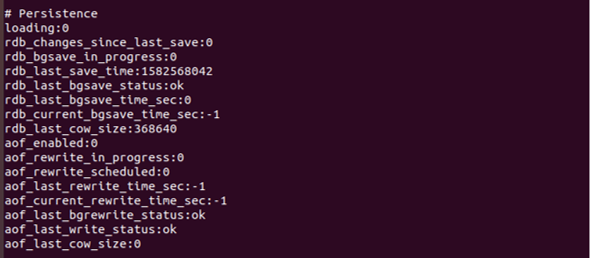 # Persistence
loading:0
rdb_changes_since_last_save:0
rdb_bgsave_in_progress:0
rdb_last_save_time:1582568042
rdb_last_bgsave_status:ok
rdb_last_bgsave_time_sec:0
rdb_current_bgsave_time_sec:-1
rdb_last_cow_size:368640
aof_enabled:0
aof_rewrite_in_progress:0
aof_rewrite_scheduled:0
aof_last_rewrite_time_sec:-1
aof_current_rewrite_time_sec:-1
aof_last_bgrewrite_status:ok
aof_last_write_status:ok
aof_last_cow_size:0